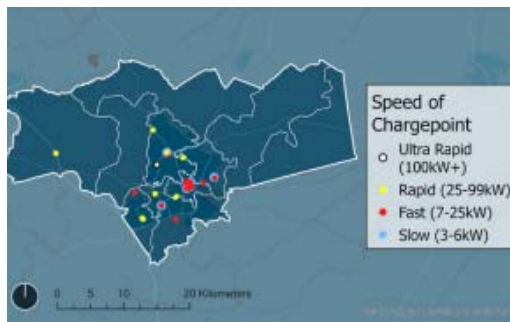 Speed of
Chargepoint
Ultra Rapid
(100kW+)
Rapid (25-99kW)
Fast (7-25kW)
Slow (3-6kW)
0 5 10 20 Kilometers